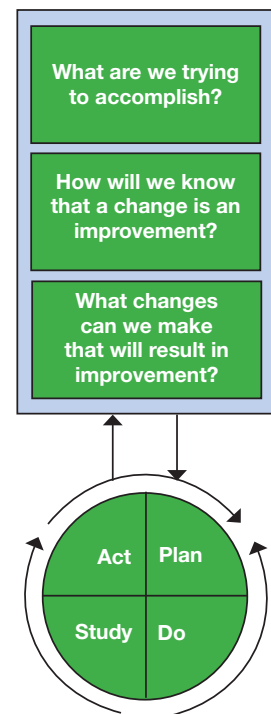 What are we trying
to accomplish?
How will we know
that a change is an
improvement?
What changes
can we make
that will result in
improvement?
Act
Plan
Study
Do